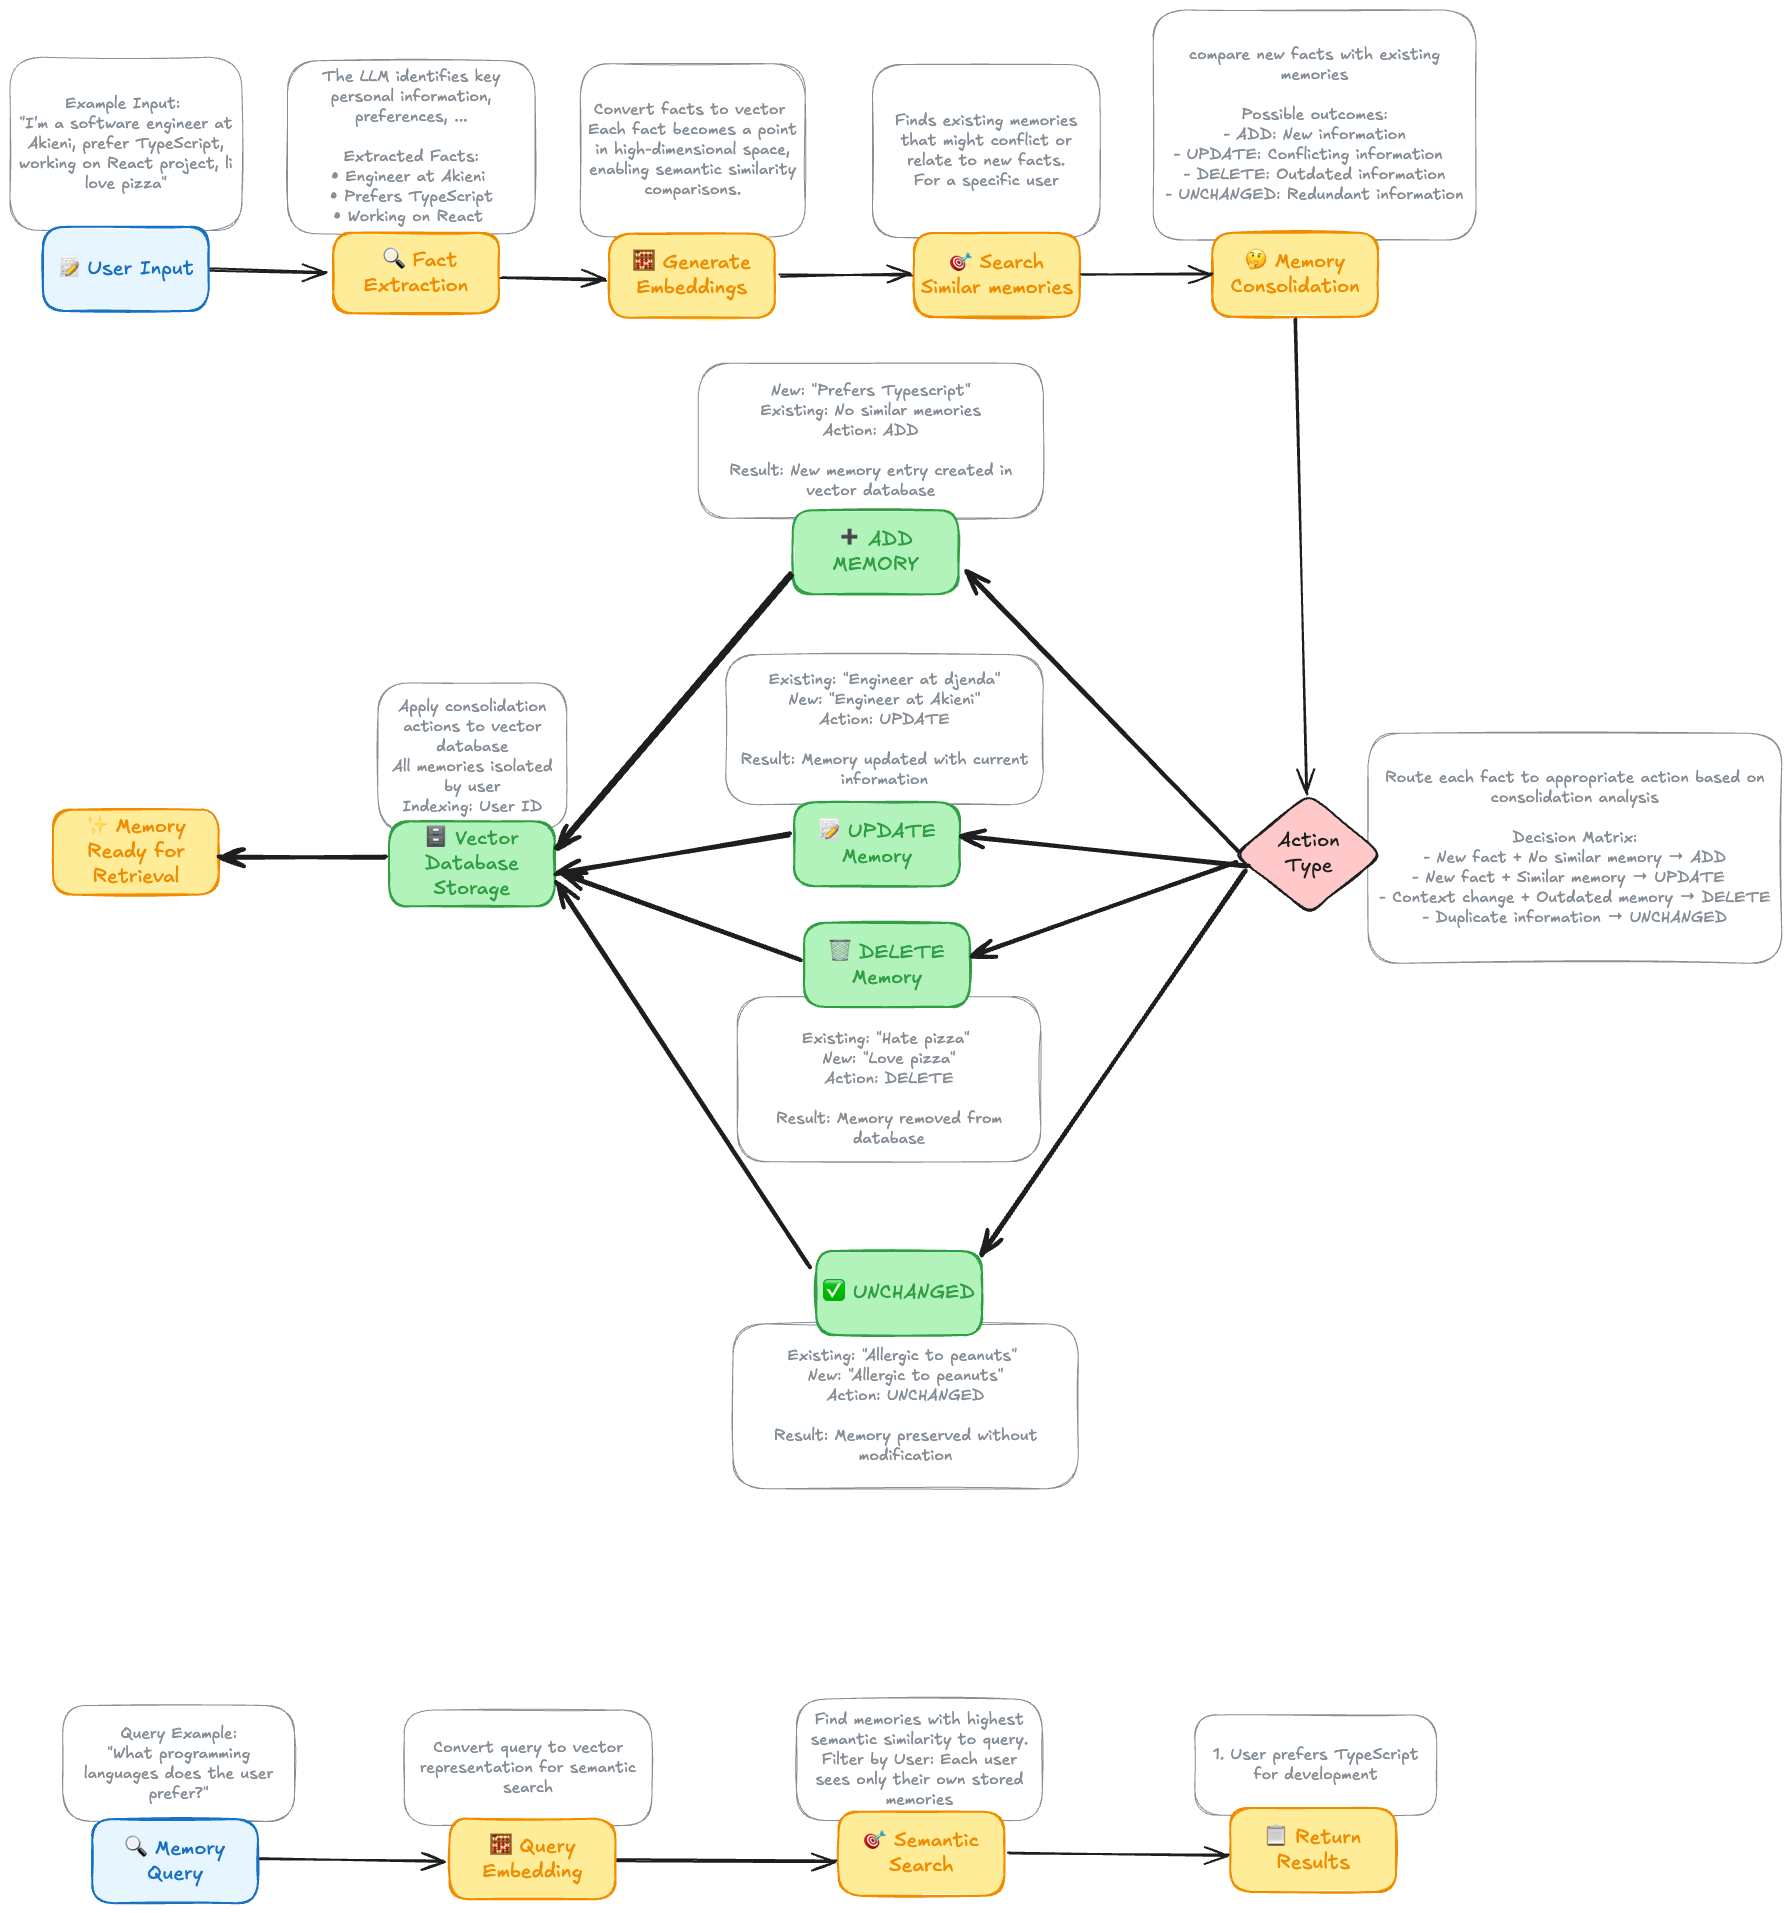 Example Input:
"I'm a software engineer at
Akieni, prefer TypeScript,
working on React project, li
love pizza"
📝 User Input
The LLM identifies key
personal information,
preferences, ...
Extracted Facts:
• Engineer at Akieni
• Prefers TypeScript
• Working on React
🔍 Fact
Extraction
Convert facts to vector
Each fact becomes a point
in high-dimensional space,
enabling semantic similarity
comparisons.
🧮 Generate
Embeddings
Finds existing memories
that might conflict or
relate to new facts.
For a specific user
🎯 Search
Similar memories
compare new facts with existing
memories
Possible outcomes:
- ADD: New information
- UPDATE: Conflicting information
- DELETE: Outdated information
- UNCHANGED: Redundant information
🤔 Memory
Consolidation
New: "Prefers Typescript"
Existing: No similar memories
Action: ADD
Result: New memory entry created in
vector database
➕ ADD
MEMORY
Existing: "Engineer at djenda"
New: "Engineer at Akieni"
Action: UPDATE
Result: Memory updated with current
information
📝 UPDATE
Memory
Apply consolidation
actions to vector
database
All memories isolated
by user
Indexing: User ID
🗄️ Vector
Database
Storage
✨ Memory
Ready for
Retrieval
Action
Type
Route each fact to appropriate action based on
consolidation analysis
Decision Matrix:
- New fact + No similar memory → ADD
- New fact + Similar memory → UPDATE
- Context change + Outdated memory → DELETE
- Duplicate information → UNCHANGED
🗑️ DELETE
Memory
Existing: "Hate pizza"
New: "Love pizza"
Action: DELETE
Result: Memory removed from
database
✅ UNCHANGED
Existing: "Allergic to peanuts"
New: "Allergic to peanuts"
Action: UNCHANGED
Result: Memory preserved without
modification
Query Example:
"What programming
languages does the user
prefer?"
🔍 Memory
Query
Convert query to vector
representation for semantic
search
🧮 Query
Embedding
Find memories with highest
semantic similarity to query.
Filter by User: Each user
sees only their own stored
memories
🎯 Semantic
Search
1. User prefers TypeScript
for development
📋 Return
Results